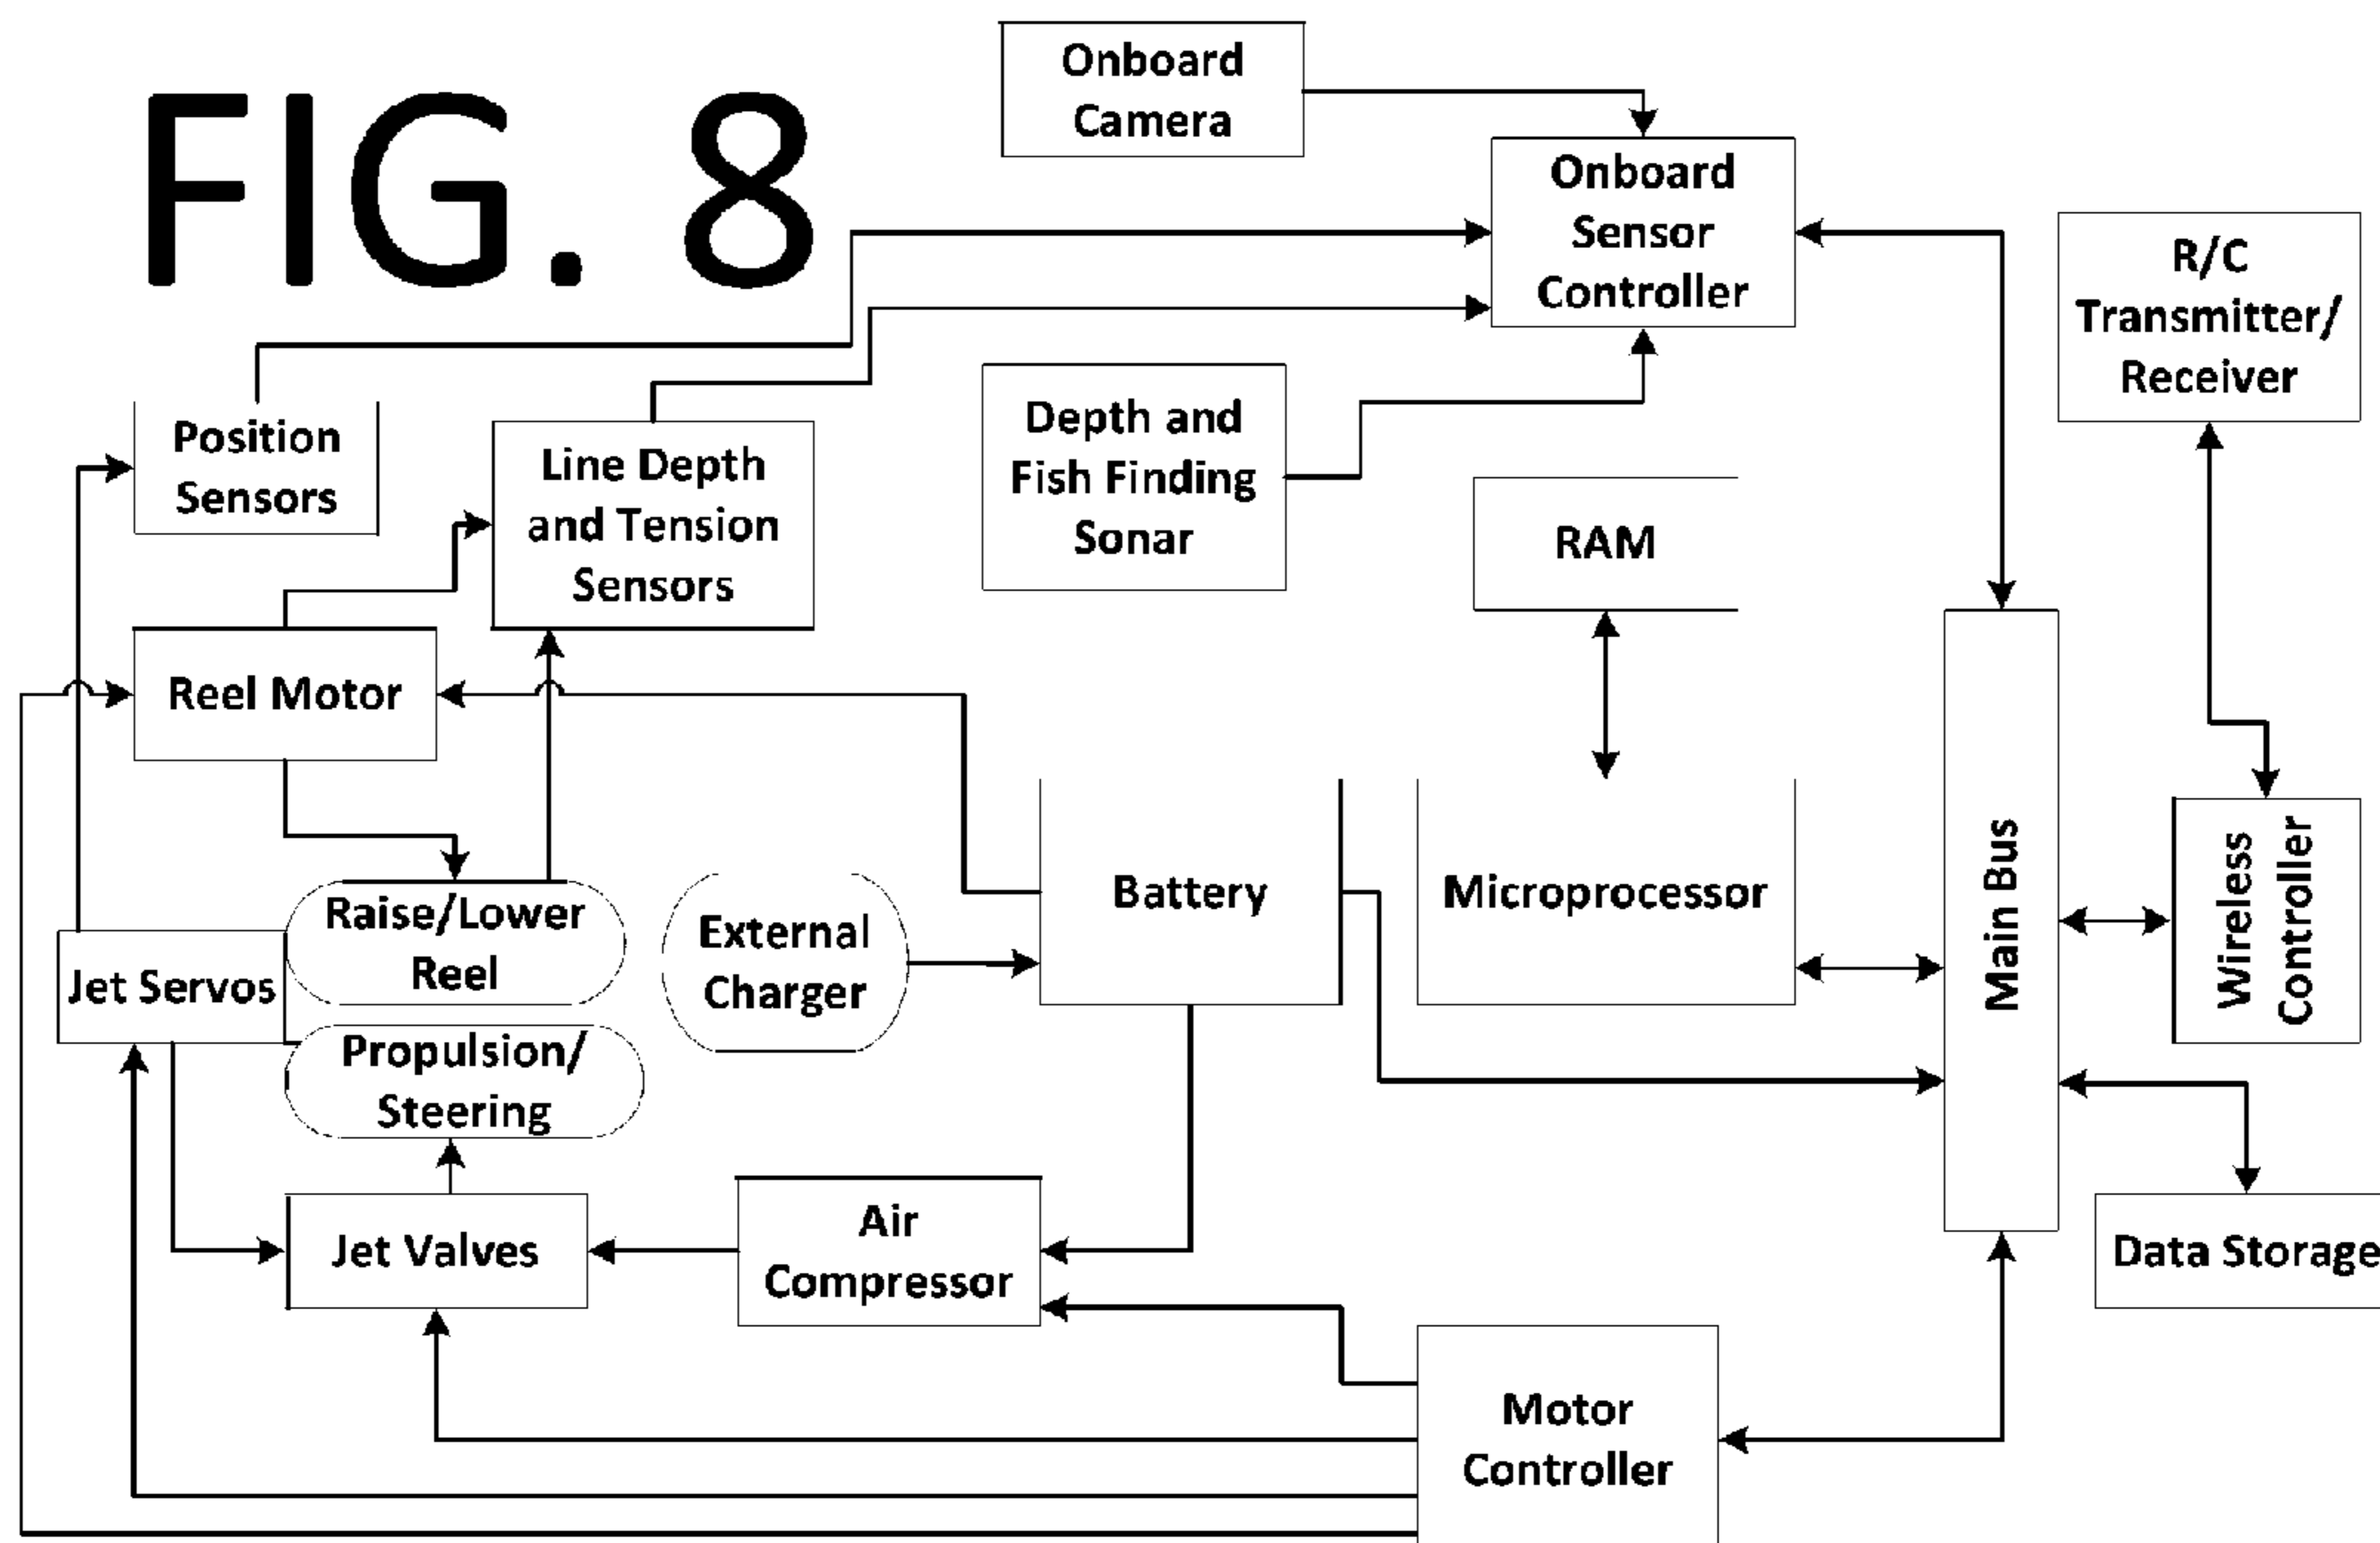 FIG. 8
Onboard
Camera
Onboard
Sensor
Controller
R/C
Transmitter/
Receiver
Position
Sensors
Line Depth
and Tension
Sensors
Depth and
Fish Finding
Sonar
RAM
Reel Motor
Raise/Lower
Reel
Jet Servos
External
Charger
Battery
Microprocessor
Main Bus
Wireless
Controller
Propulsion/
Steering
Jet Valves
Air
Compressor
Data Storage
Motor
Controller